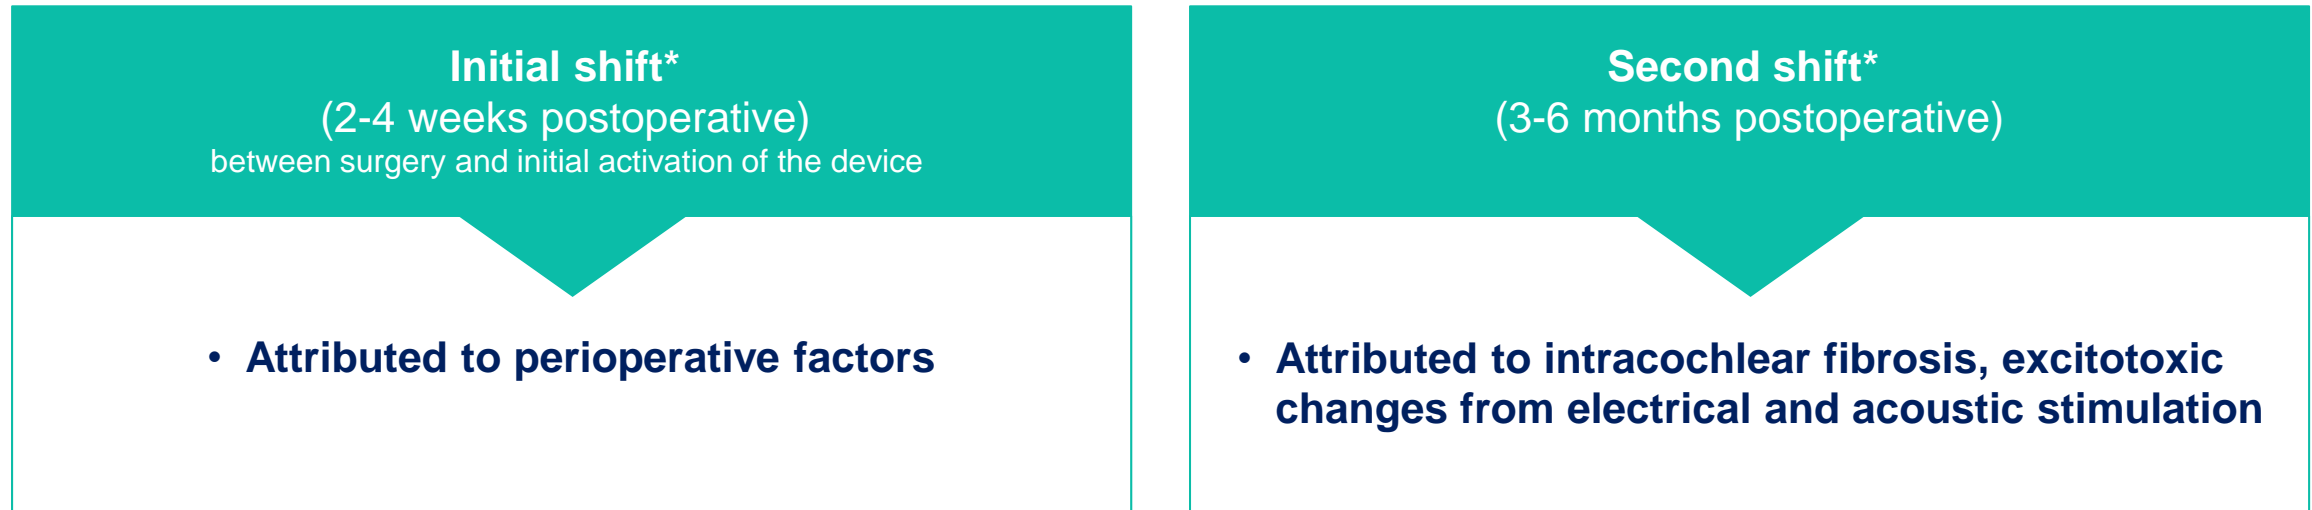 Initial shift*
(2-4 weeks postoperative)
between surgery and initial activation of the device
• Attributed to perioperative factors
Second shift*
(3-6 months postoperative)
• Attributed to intracochlear fibrosis, excitotoxic
changes from electrical and acoustic stimulation